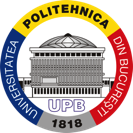 UNIVERSITATEA
POLITEHNICA
DIN BUCUREȘTI
UPB
1818